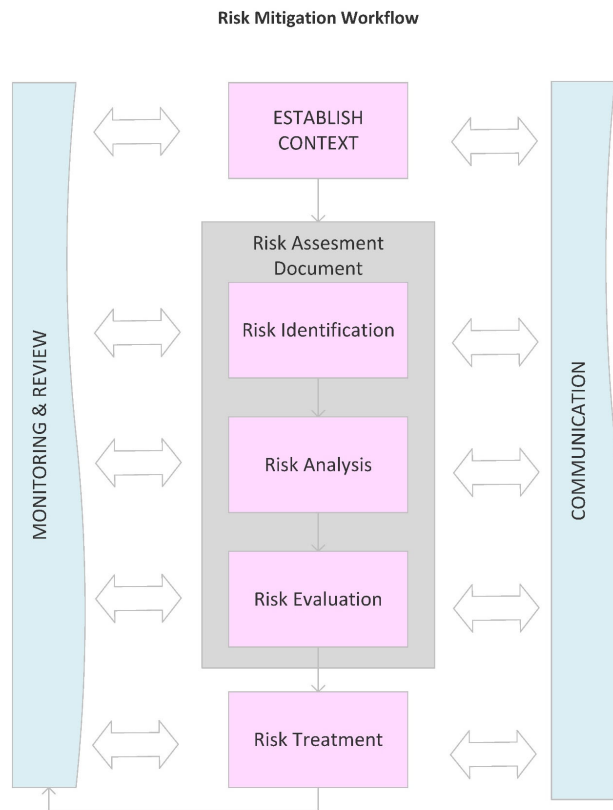 Risk Mitigation Workflow
ESTABLISH
CONTEXT
Risk Assesment
Document
Risk Identification
Risk Analysis
Risk Evaluation
Risk Treatment
MONITORING & REVIEW
COMMUNICATION